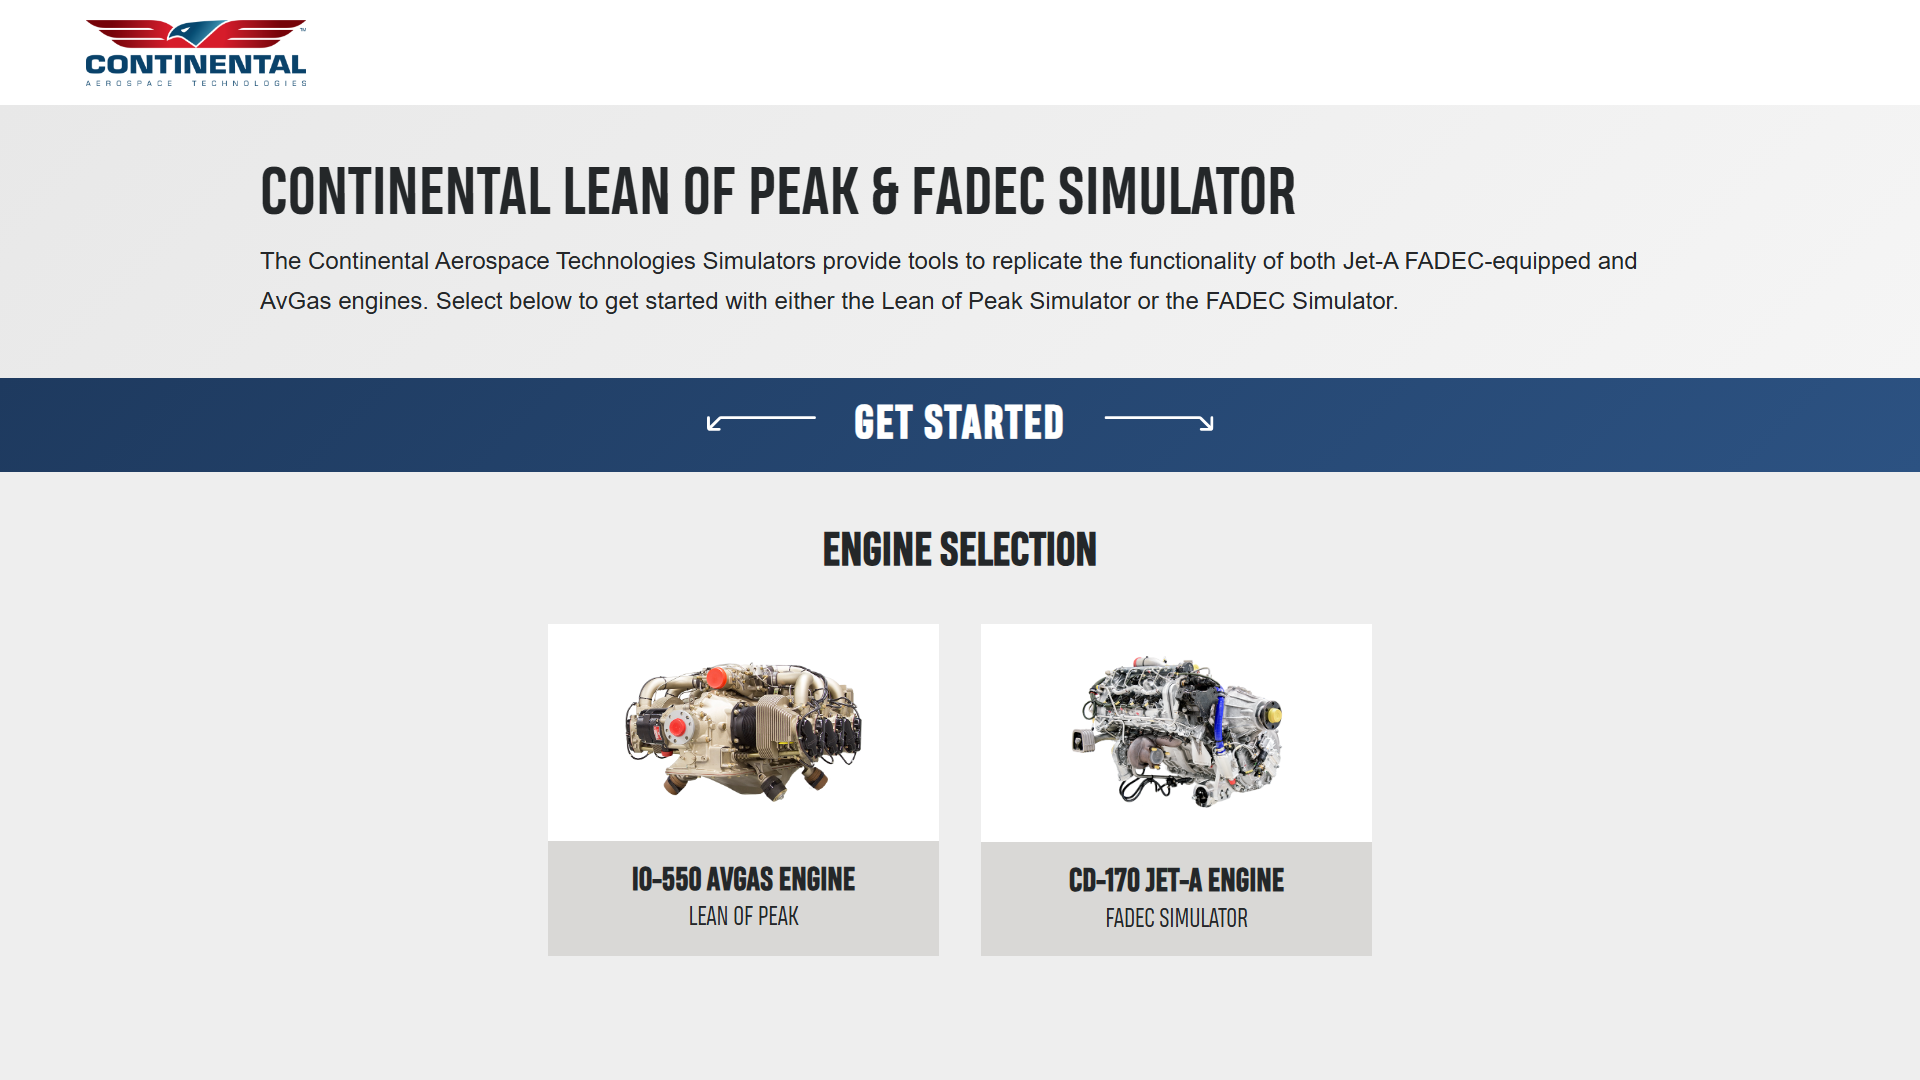 CONTINENTAL
AEROSPACE TECHNOLOGIES
™
CONTINENTAL LEAN OF PEAK & FADEC SIMULATOR
The Continental Aerospace Technologies Simulators provide tools to replicate the functionality of both Jet-A FADEC-equipped and
AvGas engines. Select below to get started with either the Lean of Peak Simulator or the FADEC Simulator.
GET STARTED
ENGINE SELECTION
IO-550 AVGAS ENGINE
LEAN OF PEAK
CD-170 JET-A ENGINE
FADEC SIMULATOR